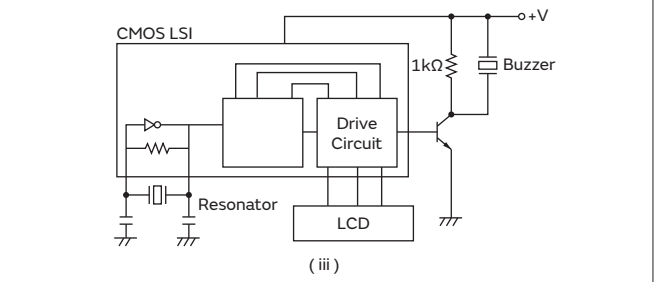 +V
CMOS LSI
1kΩ
Buzzer
Drive
Circuit
Resonator
LCD
( iii )